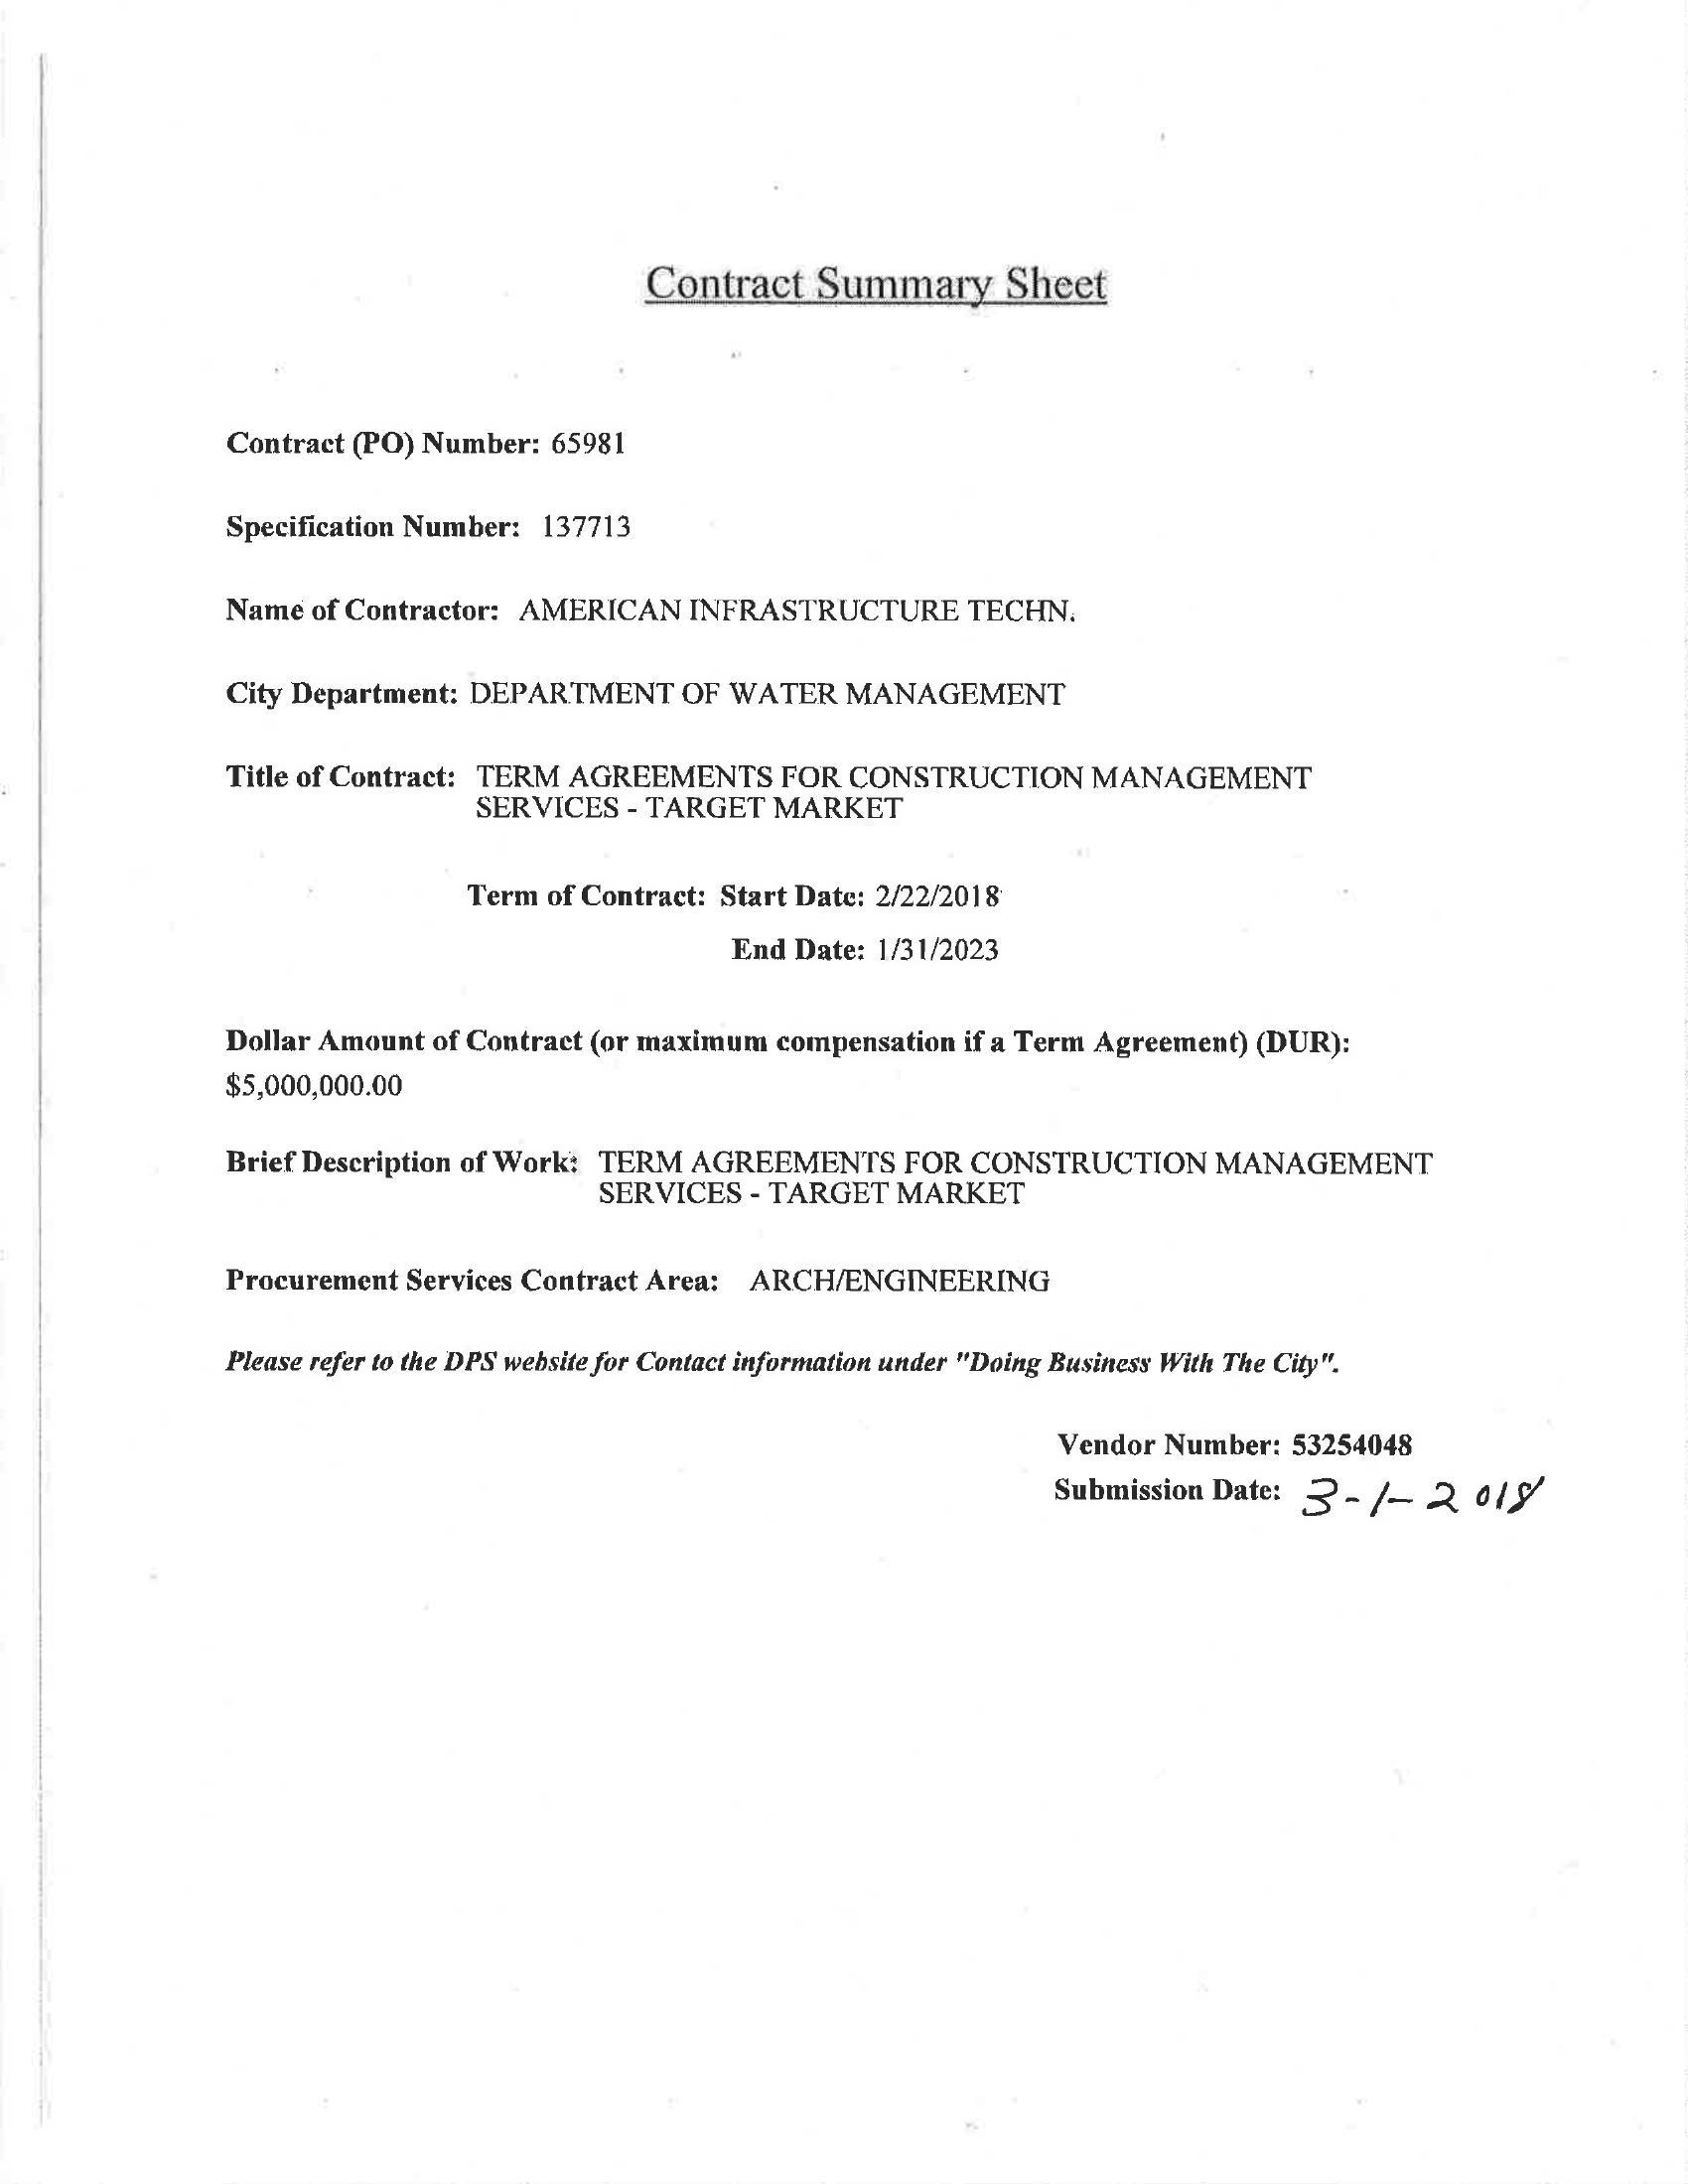 Contract Summary Sheet
Contract (PO) Number: 65981
Specification Number: 137713
Name of Contractor: AMERICAN INFRASTRUCTURE TECHN.
City Department: DEPARTMENT OF WATER MANAGEMENT
Title of Contract: TERM AGREEMENTS FOR CONSTRUCTION MANAGEMENT
SERVICES - TARGET MARKET
Term of Contract: Start Date: 2/22/2018
End Date: 1/31/2023
Dollar Amount of Contract (or maximum compensation if a Term Agreement) (DUR):
$5,000,000.00
Brief Description of Work: TERM AGREEMENTS FOR CONSTRUCTION MANAGEMENT
SERVICES - TARGET MARKET
Procurement Services Contract Area: ARCH/ENGINEERING
Please refer to the DPS website for Contact information under "Doing Business With The City".
Vendor Number: 53254048
Submission Date: 3-1-2018